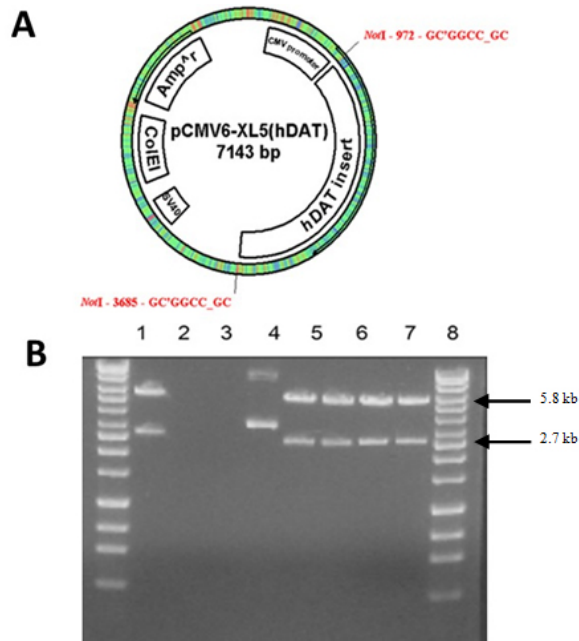 A
NotI - 972 - GC'GGCC_GC
CMV promoter
Amp^r
pCMV6-XL5(hDAT)
7143 bp
ColEI
hDAT insert
SV40
NotI - 3685 - GC'GGCC_GC
B
1 2 3 4 5 6 7 8
5.8 kb
2.7 kb